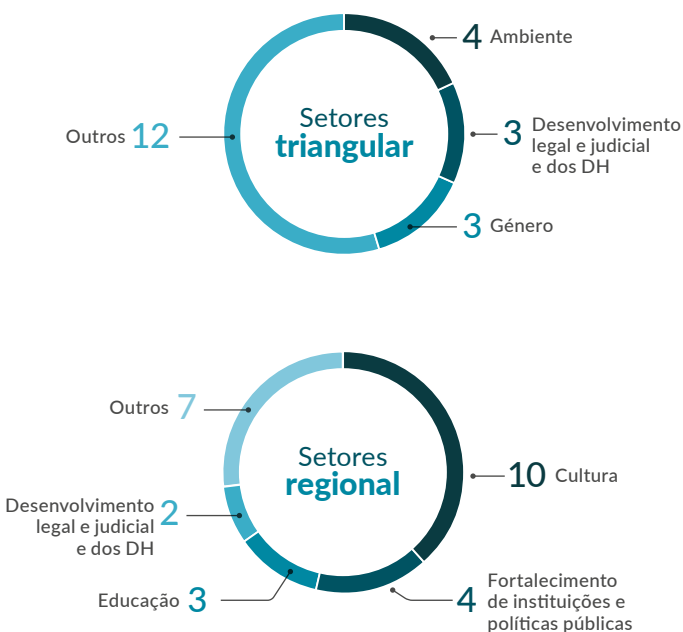 4 Ambiente
Setores
triangular
3 Desenvolvimento
legal e judicial
e dos DH
Outros 12
3 Género
Setores
regional
Outros 7
10 Cultura
Desenvolvimento
legal e judicial
e dos DH
2
Educação 3
4 Fortalecimento
de instituições e
políticas públicas